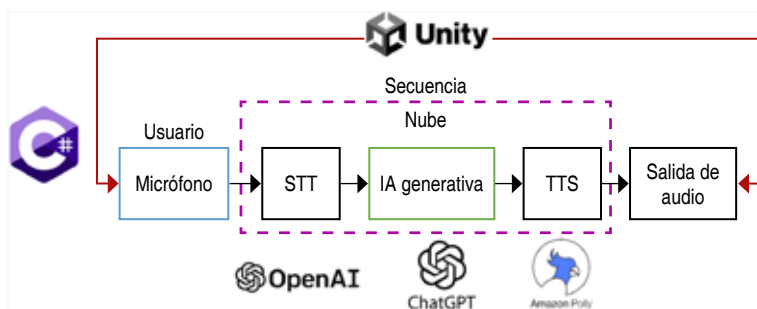 Unity
Secuencia
C#
Usuario
Nube
Micrófono
STT
IA generativa
TTS
Salida de
audio
OpenAI
ChatGPT
Amazon Polly